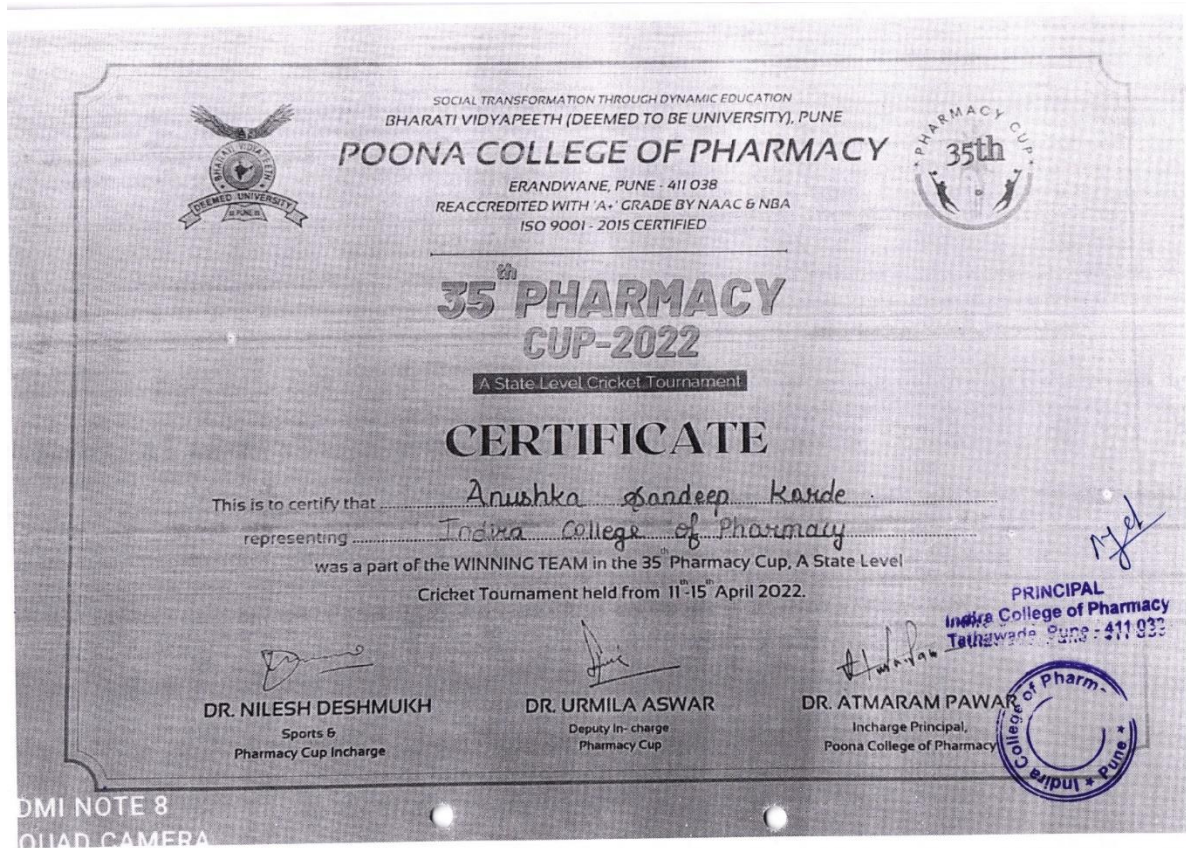 SOCIAL TRANSFORMATION THROUGH DYNAMIC EDUCATION
BHARATI VIDYAPEETH (DEEMED TO BE UNIVERSITY), PUNE
POONA COLLEGE OF PHARMACY
ERANDWANE, PUNE - 411 038
REACCREDITED WITH 'A+' GRADE BY NAAC & NBA
ISO 9001 - 2015 CERTIFIED
BHARATI VIDYAPEETH
DEEMED UNIVERSITY
PUNE
PHARMACY CUP
35th
35th PHARMACY
CUP-2022
A State Level Cricket Tournament
CERTIFICATE
This is to certify that Anushka Sandeep Karde.
representing Indira College of Pharmacy
was a part of the WINNING TEAM in the 35th Pharmacy Cup, A State Level
Cricket Tournament held from 11th-15th April 2022.
PRINCIPAL
Indira College of Pharmacy
Tathawade, Pune - 411 033
DR. NILESH DESHMUKH
Sports &
Pharmacy Cup Incharge
DR. URMILA ASWAR
Deputy In- charge
Pharmacy Cup
DR. ATMARAM PAWAR
Incharge Principal,
Poona College of Pharmacy
Indira College of Pharm-
Pune
DMI NOTE 8
QUAD CAMERA